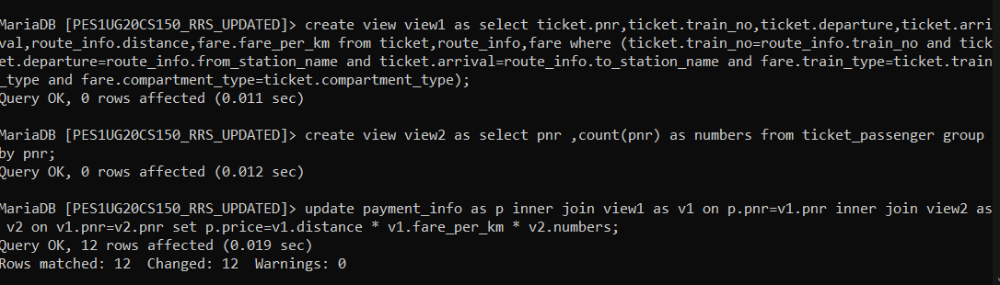 MariaDB [PES1UG20CS150_RRS_UPDATED]> create view view1 as select ticket.pnr,ticket.train_no,ticket.departure,ticket.arri
val,route_info.distance,fare.fare_per_km from ticket,route_info,fare where (ticket.train_no=route_info.train_no and tick
et.departure=route_info.from_station_name and ticket.arrival=route_info.to_station_name and fare.train_type=ticket.train
_type and fare.compartment_type=ticket.compartment_type);
Query OK, 0 rows affected (0.011 sec)
MariaDB [PES1UG20CS150_RRS_UPDATED]> create view view2 as select pnr ,count(pnr) as numbers from ticket_passenger group
by pnr;
Query OK, 0 rows affected (0.012 sec)
MariaDB [PES1UG20CS150_RRS_UPDATED]> update payment_info as p inner join view1 as v1 on p.pnr=v1.pnr inner join view2 as
v2 on v1.pnr=v2.pnr set p.price=v1.distance * v1.fare_per_km * v2.numbers;
Query OK, 12 rows affected (0.019 sec)
Rows matched: 12  Changed: 12  Warnings: 0